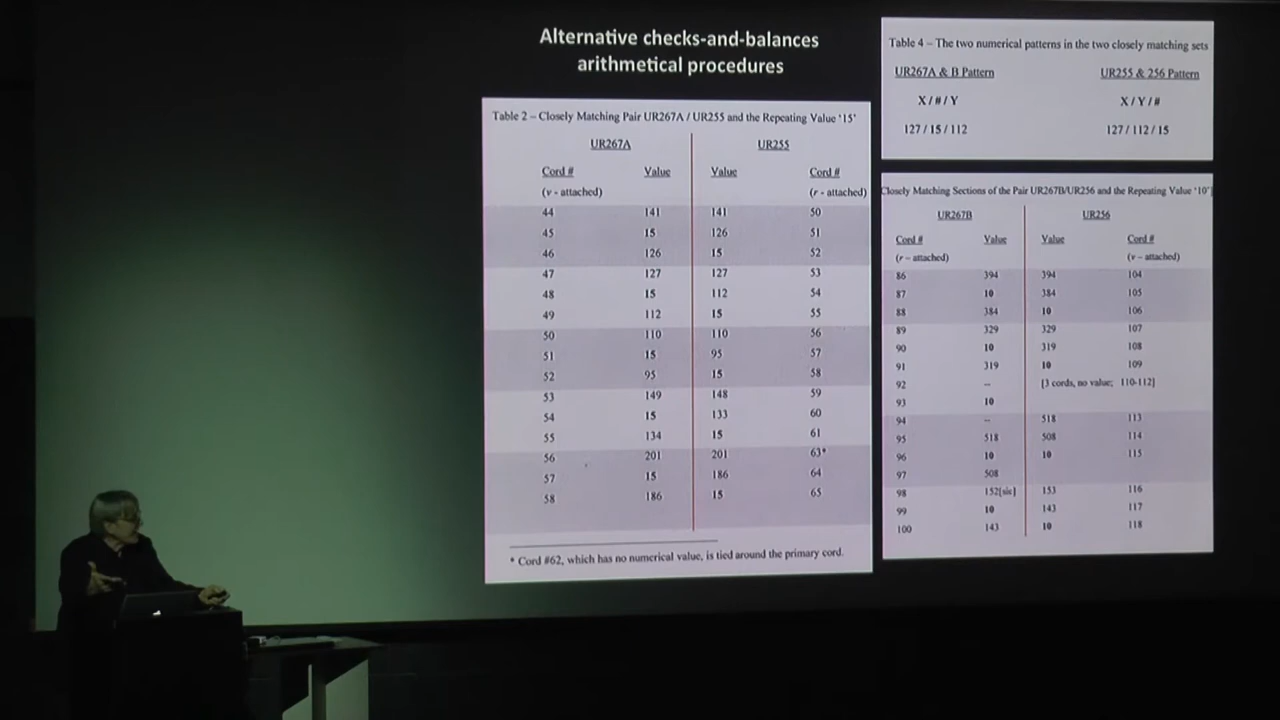 Alternative checks-and-balances
arithmetical procedures
Table 2 – Closely Matching Pair UR267A / UR255 and the Repeating Value '15'
UR267A UR255
Cord # Value Value Cord #
(v - attached) (r - attached)
44 141 141 50
45 15 126 51
46 126 15 52
47 127 127 53
48 15 112 54
49 112 15 55
50 110 110 56
51 15 95 57
52 95 15 58
53 149 148 59
54 15 133 60
55 134 15 61
56 201 201 63*
57 15 186 64
58 186 15 65
* Cord #62, which has no numerical value, is tied around the primary cord.
Table 4 – The two numerical patterns in the two closely matching sets
UR267A & B Pattern UR255 & 256 Pattern
X / # / Y X / Y / #
127 / 15 / 112 127 / 112 / 15
Closely Matching Sections of the Pair UR267B/UR256 and the Repeating Value '10'
UR267B UR256
Cord # Value Value Cord #
(r – attached) (v – attached)
86 394 394 104
87 10 384 105
88 384 10 106
89 329 329 107
90 10 319 108
91 319 10 109
92 -- [3 cords, no value; 110-112]
93 10
94 -- 518 113
95 518 508 114
96 10 10 115
97 508
98 152[sic] 153 116
99 10 143 117
100 143 10 118